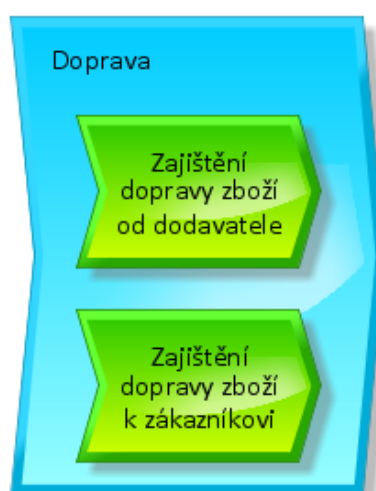 Doprava
Zajištění
dopravy zboží
od dodavatele
Zajištění
dopravy zboží
k zákazníkovi